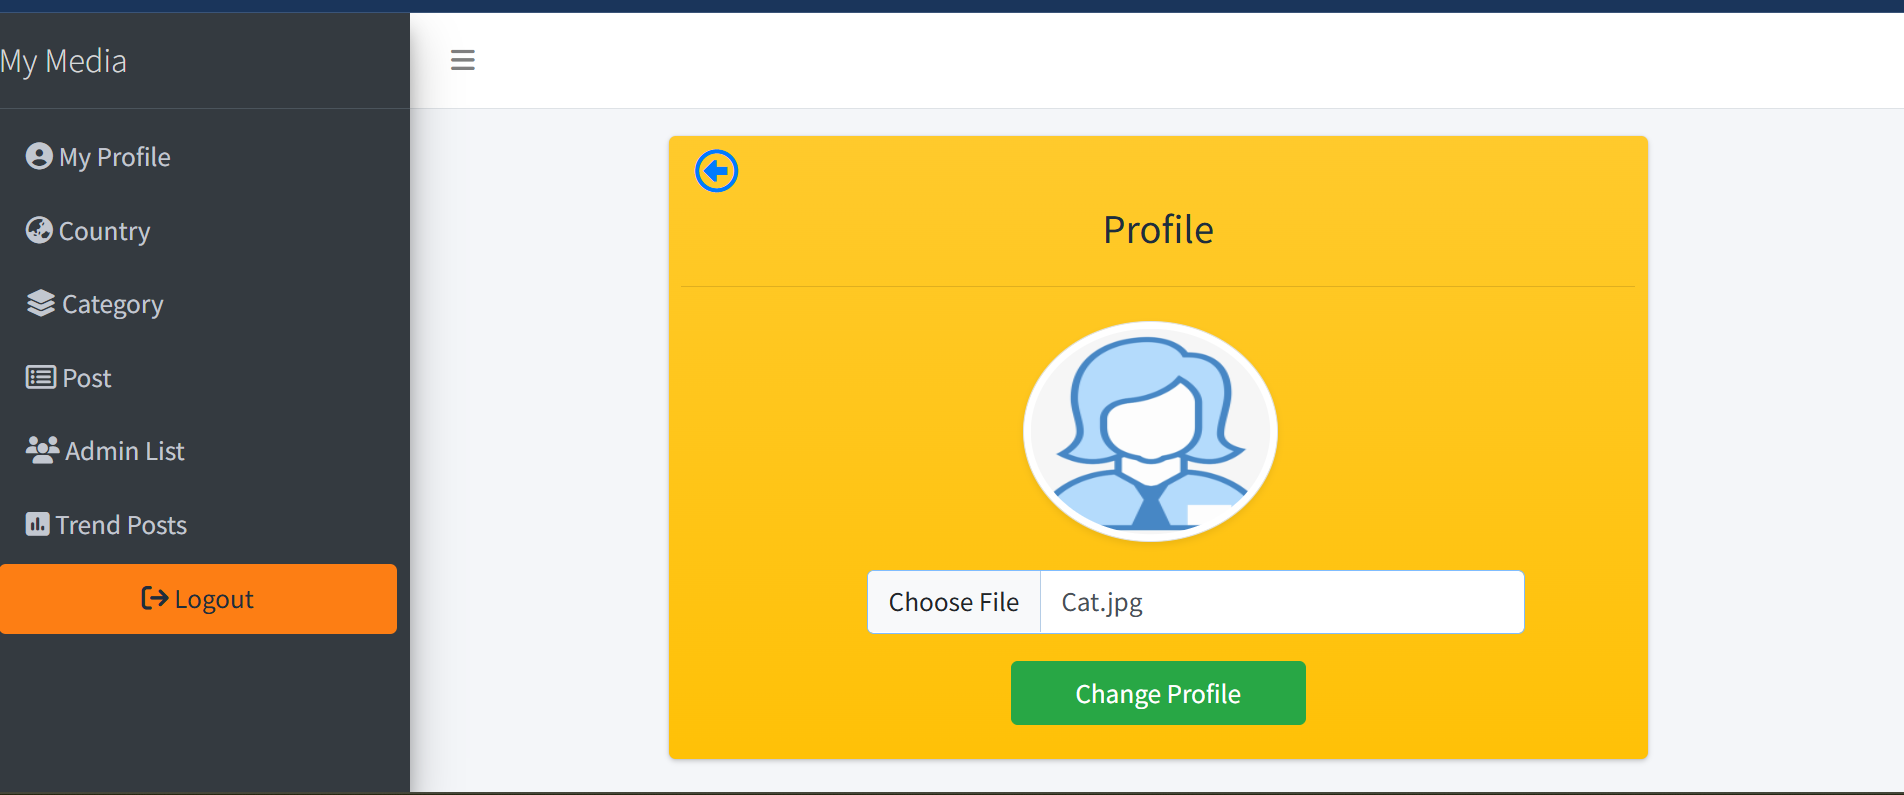 My Media
My Profile
Country
Category
Post
Admin List
Trend Posts
Logout
Profile
Choose File Cat.jpg
Change Profile